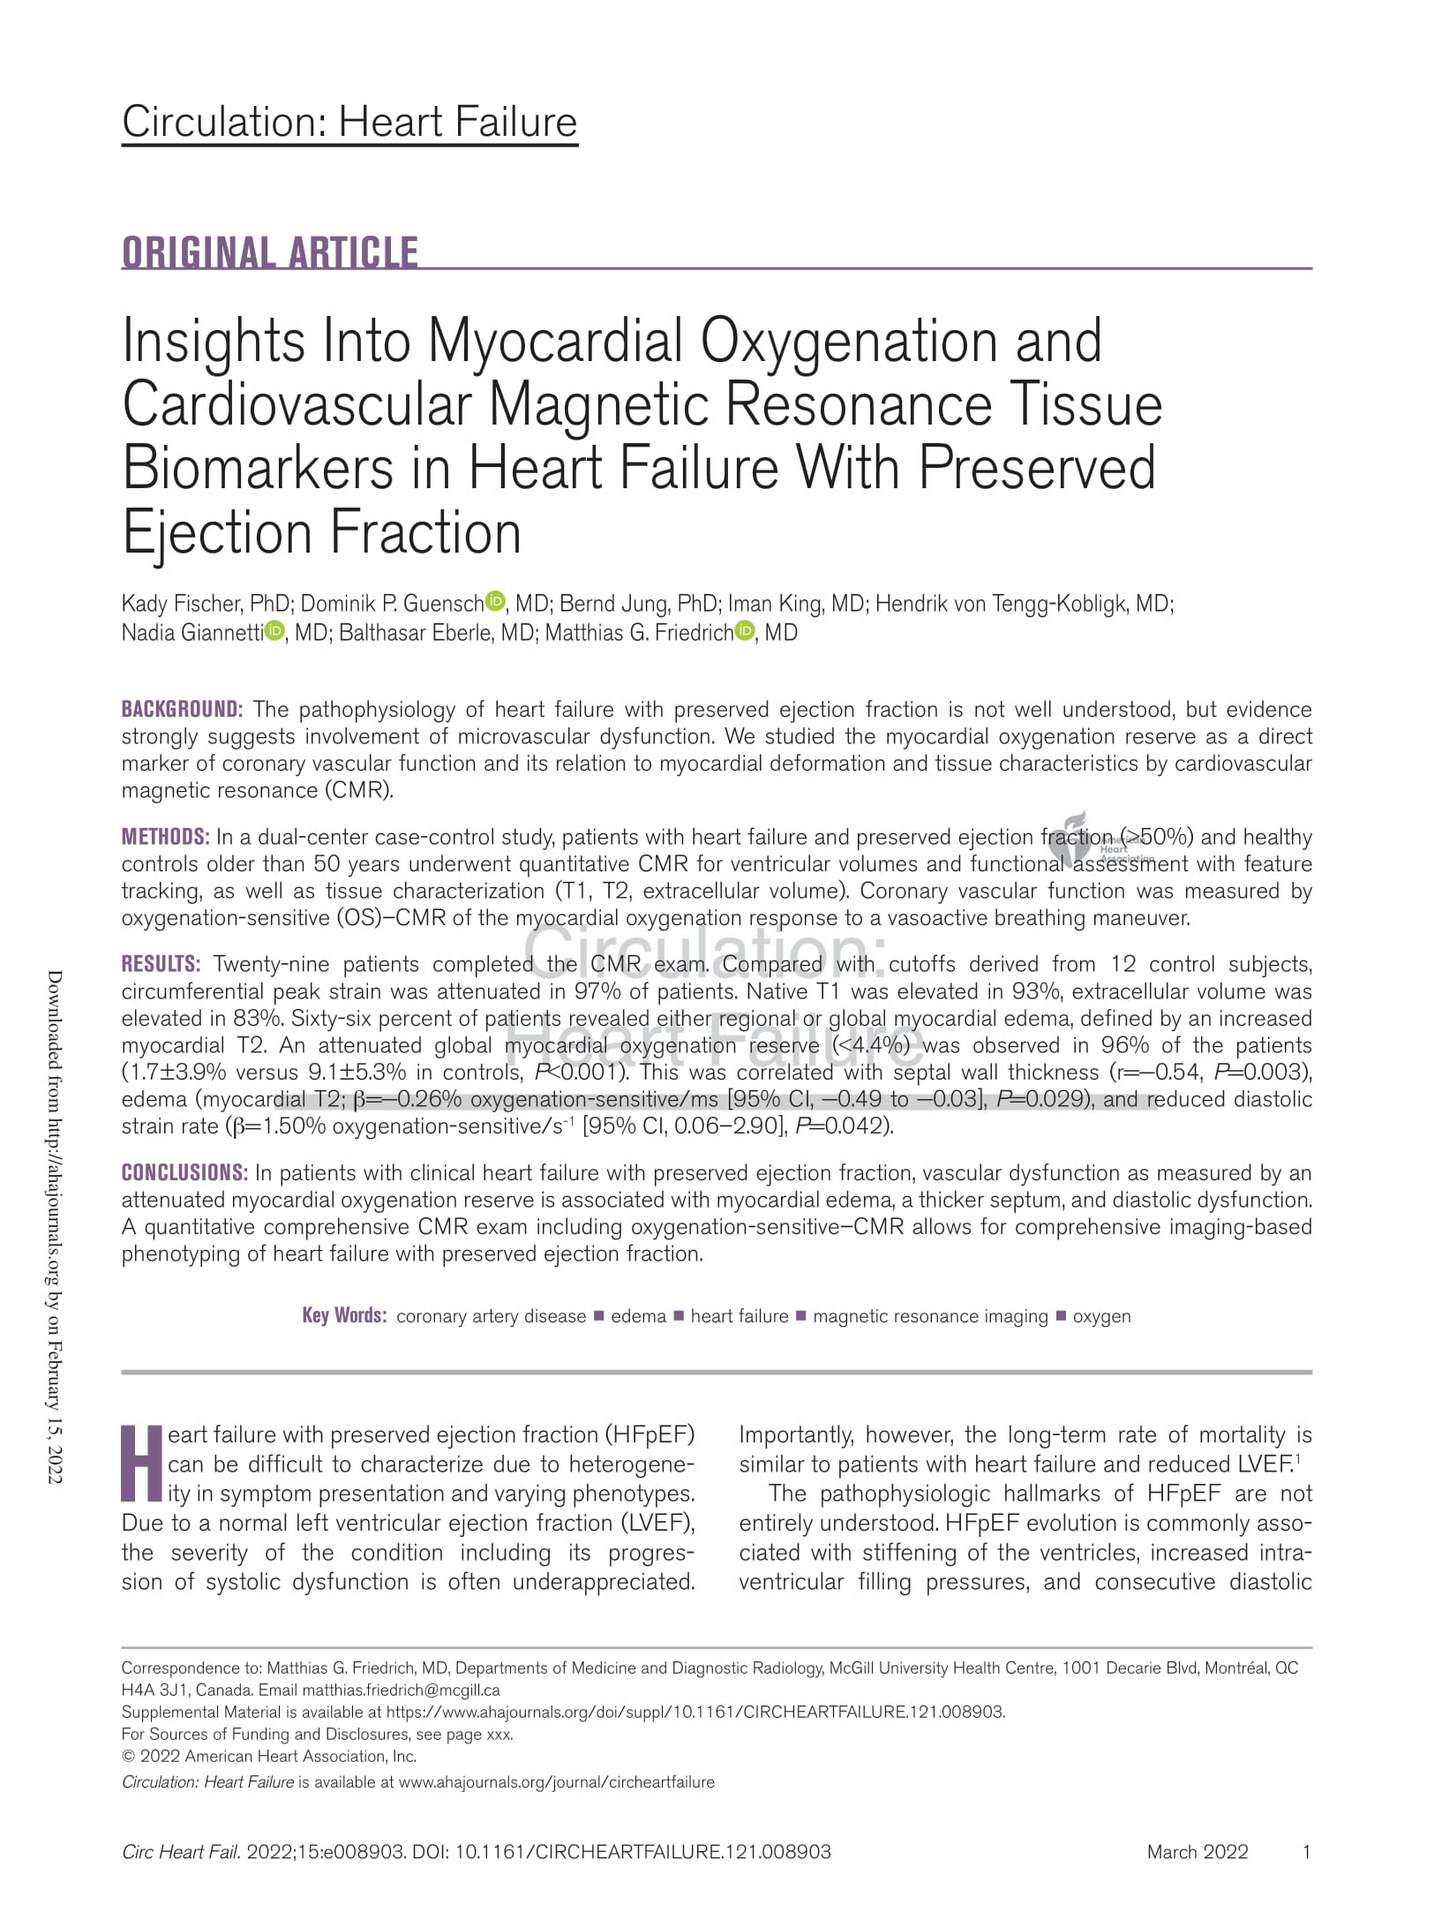 Circulation: Heart Failure
ORIGINAL ARTICLE
Insights Into Myocardial Oxygenation and
Cardiovascular Magnetic Resonance Tissue
Biomarkers in Heart Failure With Preserved
Ejection Fraction
Kady Fischer, PhD; Dominik P. Guensch iD, MD; Bernd Jung, PhD; Iman King, MD; Hendrik von Tengg-Kobligk, MD;
Nadia Giannetti iD, MD; Balthasar Eberle, MD; Matthias G. Friedrich iD, MD
BACKGROUND: The pathophysiology of heart failure with preserved ejection fraction is not well understood, but evidence
strongly suggests involvement of microvascular dysfunction. We studied the myocardial oxygenation reserve as a direct
marker of coronary vascular function and its relation to myocardial deformation and tissue characteristics by cardiovascular
magnetic resonance (CMR).
METHODS: In a dual-center case-control study, patients with heart failure and preserved ejection fraction (≥50%) and healthy
controls older than 50 years underwent quantitative CMR for ventricular volumes and functional assessment with feature
tracking, as well as tissue characterization (T1, T2, extracellular volume). Coronary vascular function was measured by
oxygenation-sensitive (OS)–CMR of the myocardial oxygenation response to a vasoactive breathing maneuver.
American
Heart
Association
RESULTS: Twenty-nine patients completed the CMR exam. Compared with cutoffs derived from 12 control subjects,
circumferential peak strain was attenuated in 97% of patients. Native T1 was elevated in 93%, extracellular volume was
elevated in 83%. Sixty-six percent of patients revealed either regional or global myocardial edema, defined by an increased
myocardial T2. An attenuated global myocardial oxygenation reserve (<4.4%) was observed in 96% of the patients
(1.7±3.9% versus 9.1±5.3% in controls, P<0.001). This was correlated with septal wall thickness (r=−0.54, P=0.003),
edema (myocardial T2; β=−0.26% oxygenation-sensitive/ms [95% CI, −0.49 to −0.03], P=0.029), and reduced diastolic
strain rate (β=1.50% oxygenation-sensitive/s-1 [95% CI, 0.06–2.90], P=0.042).
Circulation:
Heart Failure
CONCLUSIONS: In patients with clinical heart failure with preserved ejection fraction, vascular dysfunction as measured by an
attenuated myocardial oxygenation reserve is associated with myocardial edema, a thicker septum, and diastolic dysfunction.
A quantitative comprehensive CMR exam including oxygenation-sensitive–CMR allows for comprehensive imaging-based
phenotyping of heart failure with preserved ejection fraction.
Key Words: coronary artery disease ■ edema ■ heart failure ■ magnetic resonance imaging ■ oxygen
Heart failure with preserved ejection fraction (HFpEF)
can be difficult to characterize due to heterogene-
ity in symptom presentation and varying phenotypes.
Due to a normal left ventricular ejection fraction (LVEF),
the severity of the condition including its progres-
sion of systolic dysfunction is often underappreciated.
Importantly, however, the long-term rate of mortality is
similar to patients with heart failure and reduced LVEF.1
The pathophysiologic hallmarks of HFpEF are not
entirely understood. HFpEF evolution is commonly asso-
ciated with stiffening of the ventricles, increased intra-
ventricular filling pressures, and consecutive diastolic
Correspondence to: Matthias G. Friedrich, MD, Departments of Medicine and Diagnostic Radiology, McGill University Health Centre, 1001 Decarie Blvd, Montréal, QC
H4A 3J1, Canada. Email matthias.friedrich@mcgill.ca
Supplemental Material is available at https://www.ahajournals.org/doi/suppl/10.1161/CIRCHEARTFAILURE.121.008903.
For Sources of Funding and Disclosures, see page xxx.
© 2022 American Heart Association, Inc.
Circulation: Heart Failure is available at www.ahajournals.org/journal/circheartfailure
Circ Heart Fail. 2022;15:e008903. DOI: 10.1161/CIRCHEARTFAILURE.121.008903
March 2022 1
Downloaded from http://ahajournals.org by on February 15, 2022